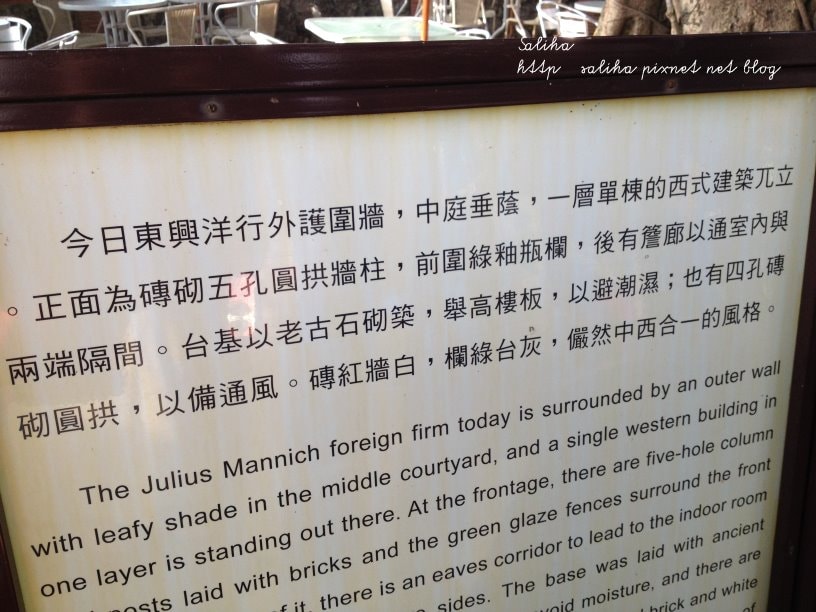 Saliha
http saliha pixnet net blog
今日東興洋行外護圍牆，中庭垂蔭，一層單棟的西式建築兀立
。正面為磚砌五孔圓拱牆柱，前圍綠釉瓶欄，後有簷廊以通室內與
兩端隔間。台基以老古石砌築，舉高樓板，以避潮濕；也有四孔磚
砌圓拱，以備通風。磚紅牆白，欄綠台灰，儼然中西合一的風格。
The Julius Mannich foreign firm today is surrounded by an outer wall
with leafy shade in the middle courtyard, and a single western building in
one layer is standing out there. At the frontage, there are five-hole column
posts laid with bricks and the green glaze fences surround the front
of it, there is an eaves corridor to lead to the indoor room
sides. The base was laid with ancient
avoid moisture, and there are
brick and white
of